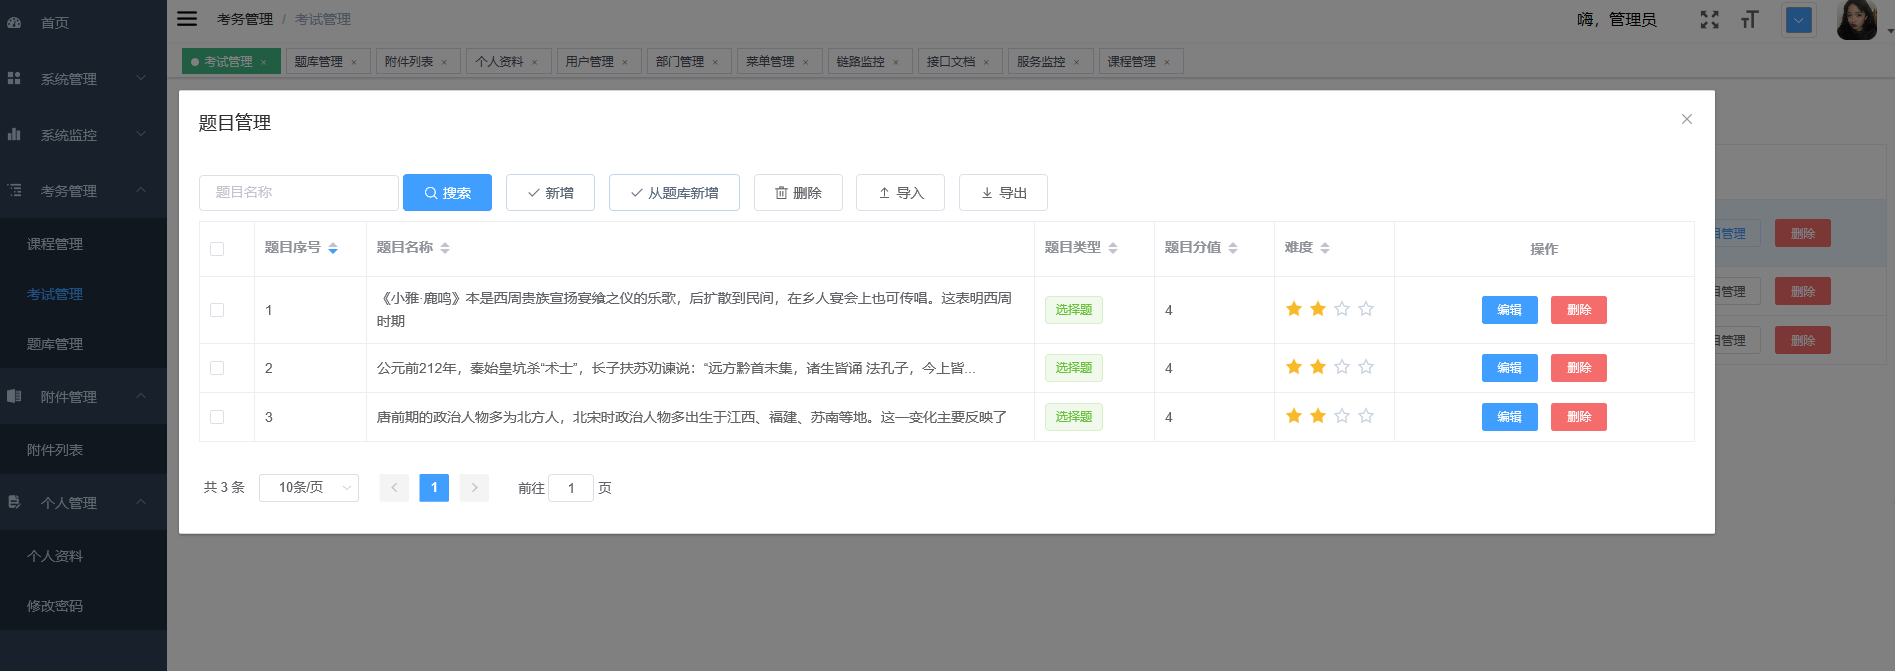 首页
系统管理
系统监控
考务管理
课程管理
考试管理
题库管理
附件管理
附件列表
个人管理
个人资料
修改密码
考务管理 / 考试管理
嗨，管理员
考试管理 × 题库管理 × 附件列表 × 个人资料 × 用户管理 × 部门管理 × 菜单管理 × 链路监控 × 接口文档 × 服务监控 × 课程管理 ×
题目管理
题目名称 搜索 新增 从题库新增 删除 导入 导出
题目序号 题目名称 题目类型 题目分值 难度 操作
1 《小雅·鹿鸣》本是西周贵族宣扬宴飨之仪的乐歌，后扩散到民间，在乡人宴会上也可传唱。这表明西周
时期 选择题 4 编辑 删除
2 公元前212年，秦始皇坑杀“术士”，长子扶苏劝谏说：“远方黔首未集，诸生皆诵 法孔子，今上皆... 选择题 4 编辑 删除
3 唐前期的政治人物多为北方人，北宋时政治人物多出生于江西、福建、苏南等地。这一变化主要反映了 选择题 4 编辑 删除
共 3 条 10条/页 1 前往 1 页
目管理 删除
目管理 删除
目管理 删除